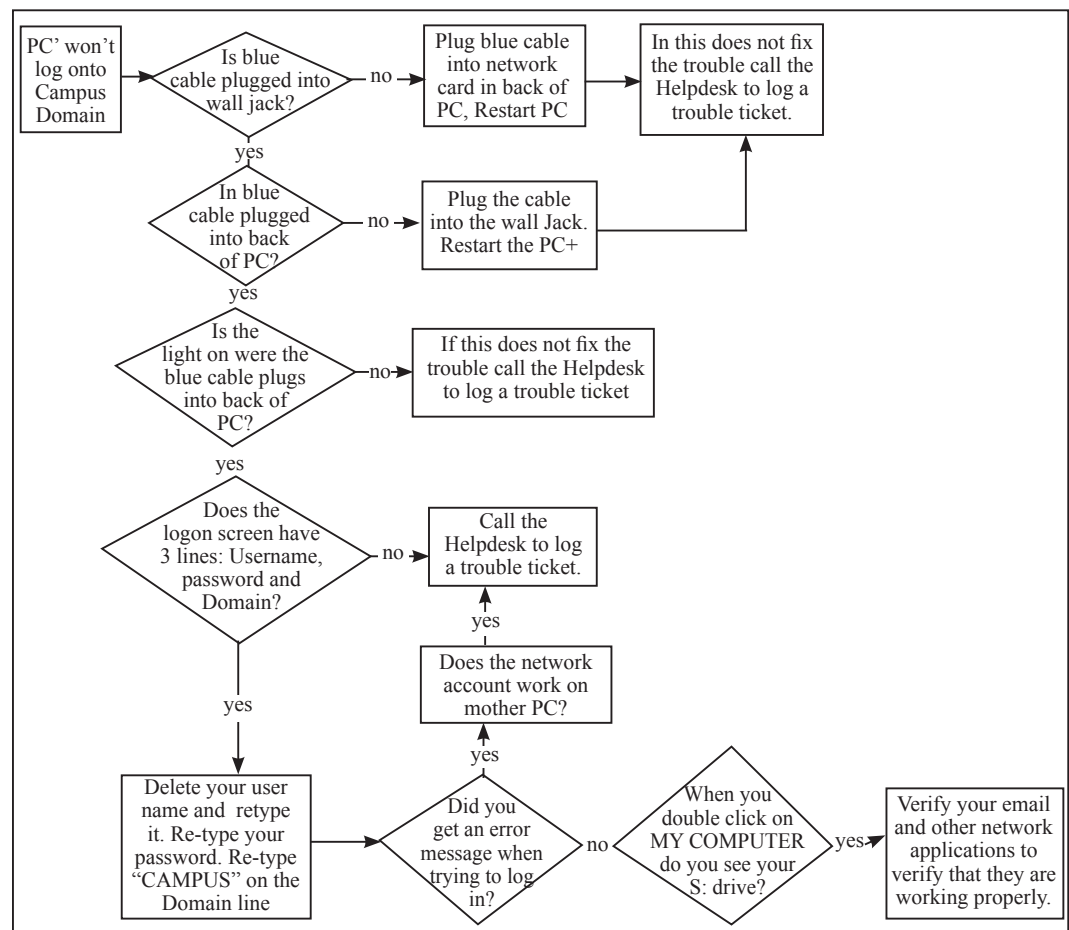 PC' won't
log onto
Campus
Domain
Is blue
cable plugged into
wall jack?
no
Plug blue cable
into network
card in back of
PC, Restart PC
In this does not fix
the trouble call the
Helpdesk to log a
trouble ticket.
yes
In blue
cable plugged
into back
of PC?
no
Plug the cable
into the wall Jack.
Restart the PC+
yes
Is the
light on were the
blue cable plugs
into back of
PC?
no
If this does not fix the
trouble call the Helpdesk
to log a trouble ticket
yes
Does the
logon screen have
3 lines: Username,
password and
Domain?
no
Call the
Helpdesk to log
a trouble ticket.
yes
Does the network
account work on
mother PC?
yes
yes
Delete your user
name and retype
it. Re-type your
password. Re-type
“CAMPUS” on the
Domain line
Did you
get an error
message when
trying to log
in?
no
When you
double click on
MY COMPUTER
do you see your
S: drive?
yes
Verify your email
and other network
applications to
verify that they are
working properly.